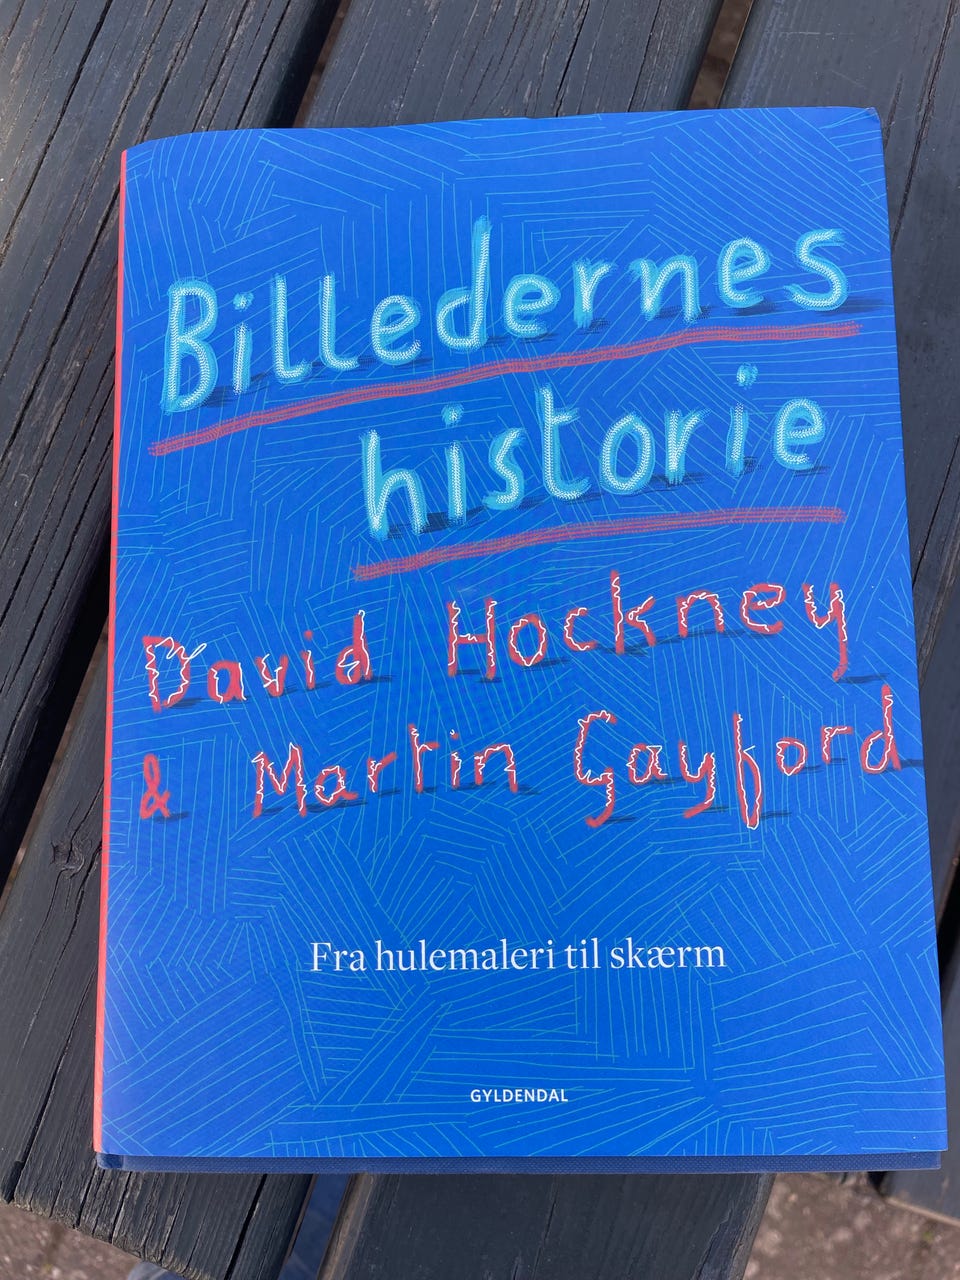 Billedernes
historie
David Hockney
& Martin Gayford
Fra hulemaleri til skærm
GYLDENDAL